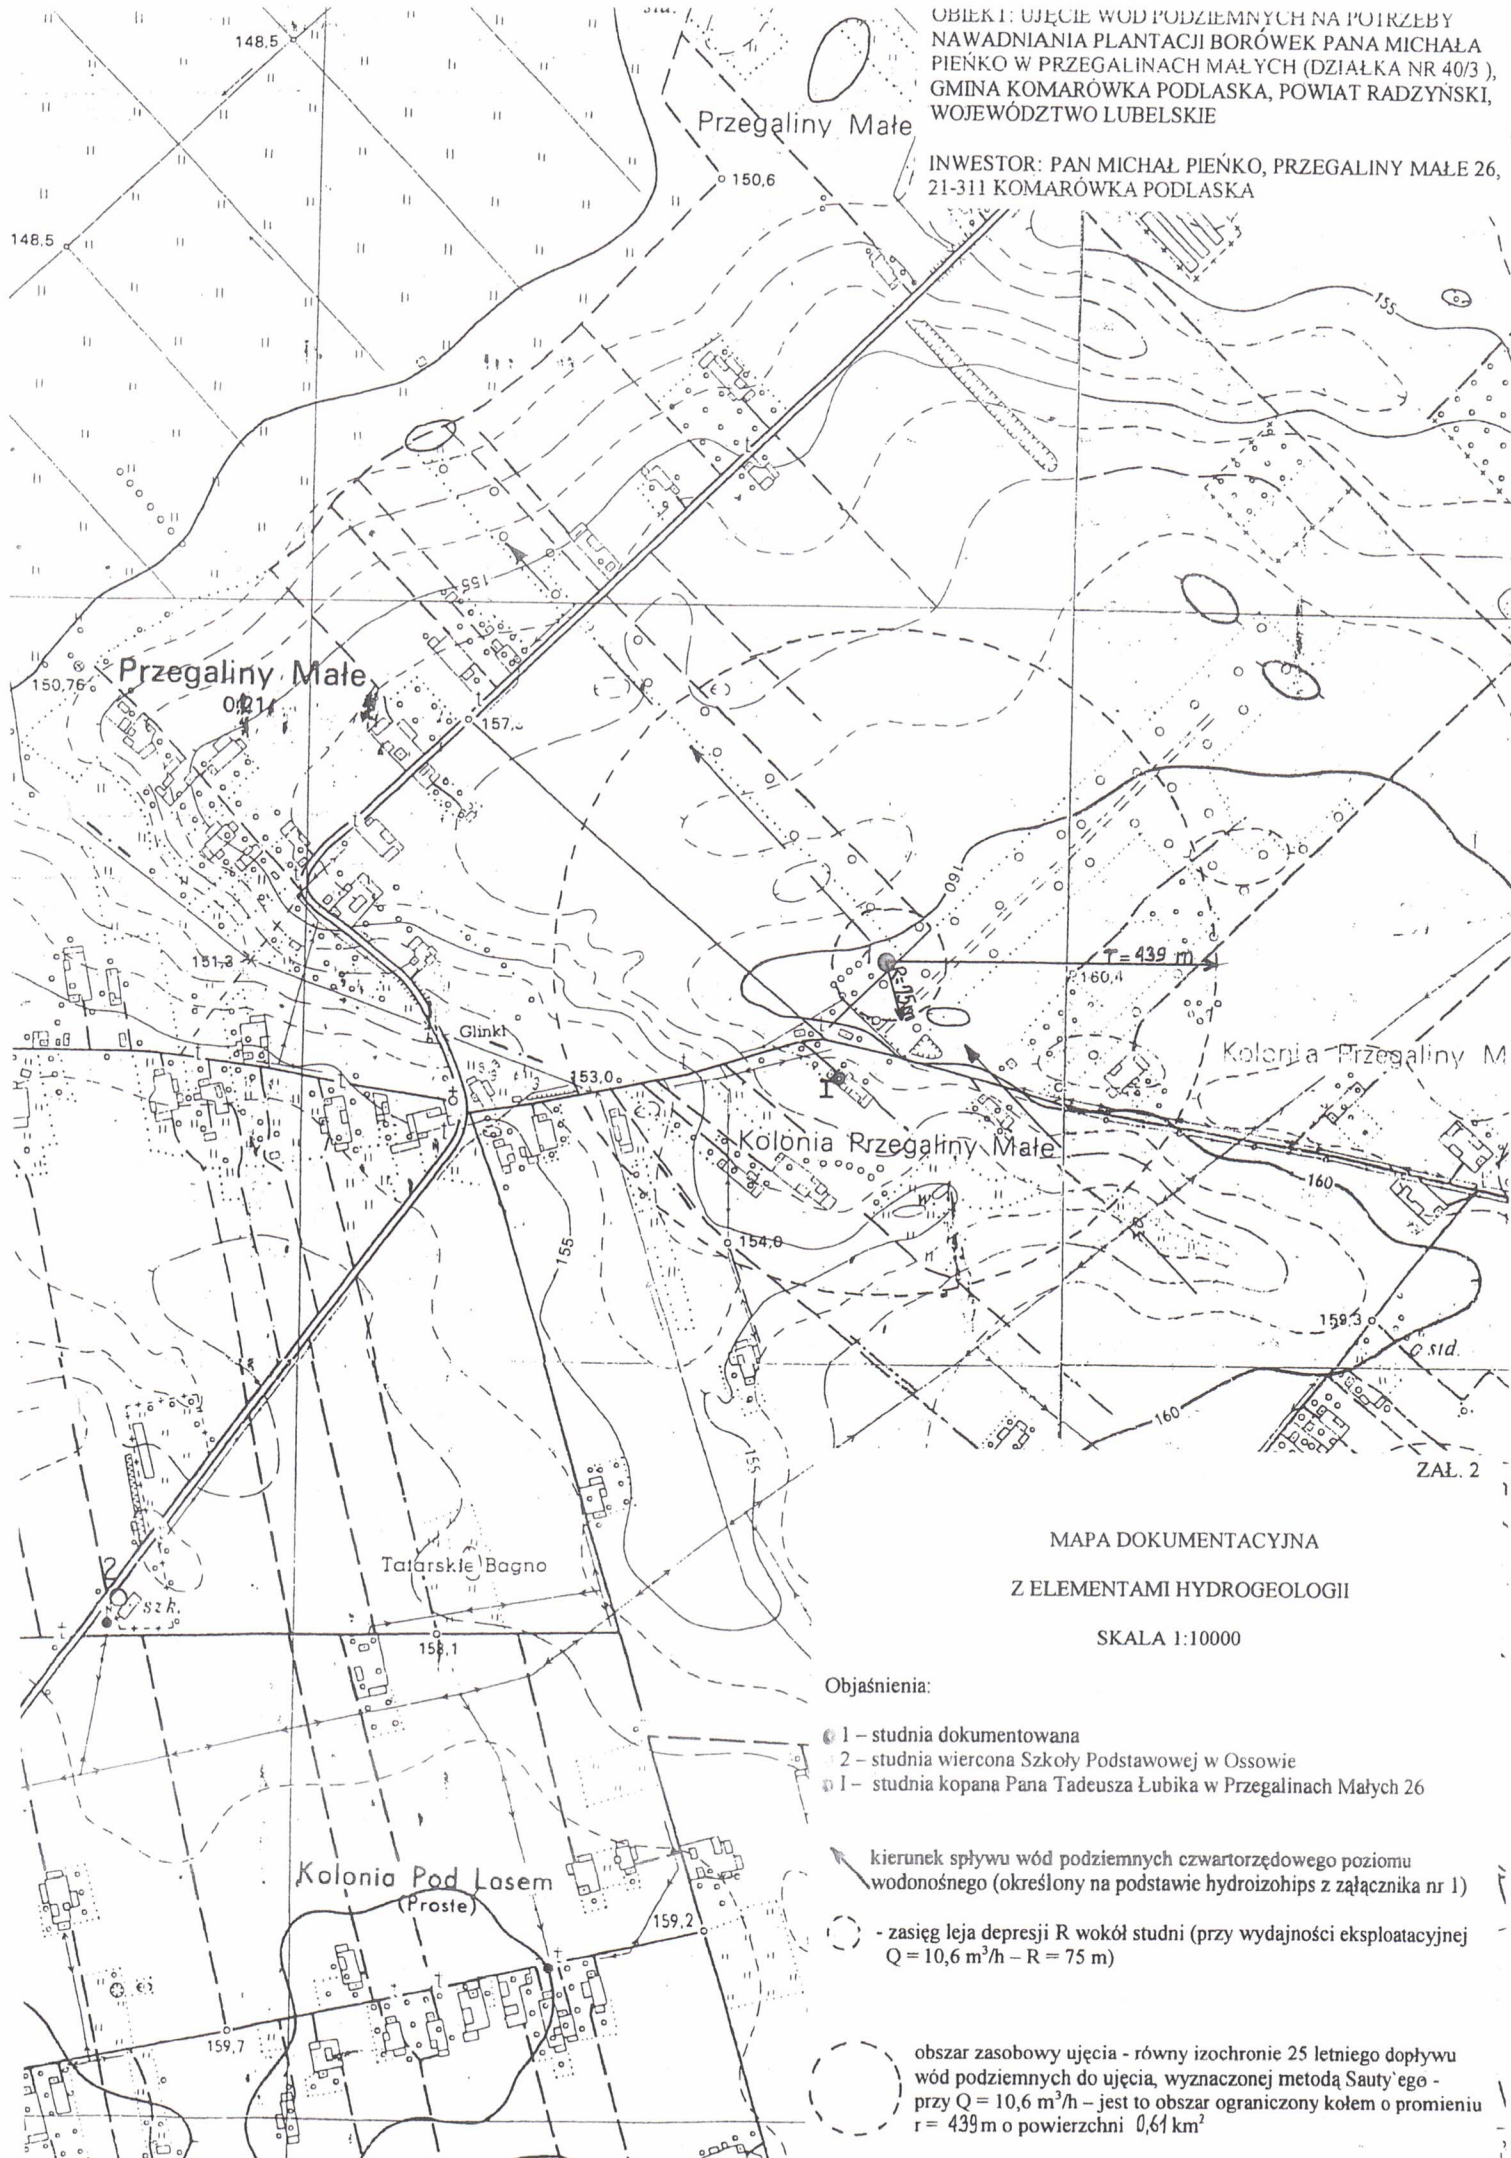 OBIEKT: UJĘCIE WÓD PODZIEMNYCH NA POTRZEBY
NAWADNIANIA PLANTACJI BORÓWEK PANA MICHAŁA
PIEŃKO W PRZEGALINACH MAŁYCH (DZIAŁKA NR 40/3 ),
GMINA KOMARÓWKA PODLASKA, POWIAT RADZYŃSKI,
WOJEWÓDZTWO LUBELSKIE
INWESTOR: PAN MICHAŁ PIEŃKO, PRZEGALINY MAŁE 26,
21-311 KOMARÓWKA PODLASKA
std.
148,5
Przegaliny Małe
150,6
148,5
155
155
Przegaliny Małe
150,76
157,
160
151,3
r = 439 m
160,4
R=75m
Glinki
153,0
1
Kolonia Przegaliny M
Kolonia Przegaliny Małe
160
154,0
155
159,3
std.
160
155
ZAŁ. 2
MAPA DOKUMENTACYJNA
Z ELEMENTAMI HYDROGEOLOGII
SKALA 1:10000
Tatarskie Bagno
2
szk.
158,1
Objaśnienia:
1 – studnia dokumentowana
2 – studnia wiercona Szkoły Podstawowej w Ossowie
I – studnia kopana Pana Tadeusza Łubika w Przegalinach Małych 26
kierunek spływu wód podziemnych czwartorzędowego poziomu
wodonośnego (określony na podstawie hydroizohips z załącznika nr 1)
Kolonia Pod Lasem
(Proste)
159,2
- zasięg leja depresji R wokół studni (przy wydajności eksploatacyjnej
Q = 10,6 m³/h – R = 75 m)
159,7
obszar zasobowy ujęcia - równy izochronie 25 letniego dopływu
wód podziemnych do ujęcia, wyznaczonej metodą Sauty`ego -
przy Q = 10,6 m³/h – jest to obszar ograniczony kołem o promieniu
r = 439 m o powierzchni 0,61 km²